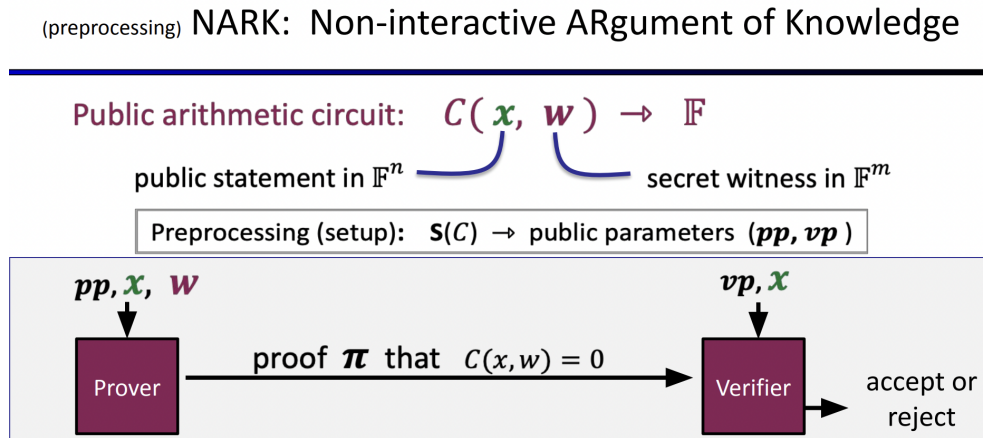 (preprocessing) NARK: Non-interactive ARgument of Knowledge
Public arithmetic circuit: C( x, w ) → 𝔽
public statement in 𝔽ⁿ
secret witness in 𝔽ᵐ
Preprocessing (setup): S(C) → public parameters (pp, vp )
pp, x, w
vp, x
Prover
proof π that C(x, w) = 0
Verifier
accept or
reject